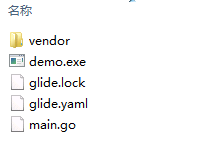 名称
vendor
demo.exe
glide.lock
glide.yaml
main.go